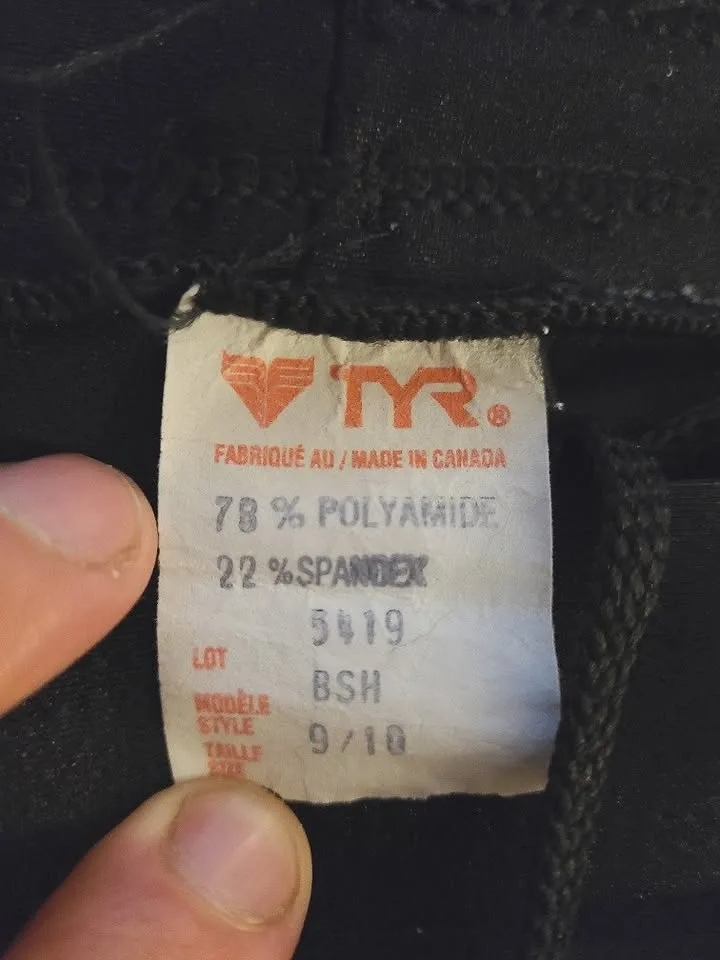 TYR®
FABRIQUÉ AU / MADE IN CANADA
78 % POLYAMIDE
22 % SPANDEX
5419
LOT
BSH
MODÈLE
STYLE
9/10
TAILLE
SIZE